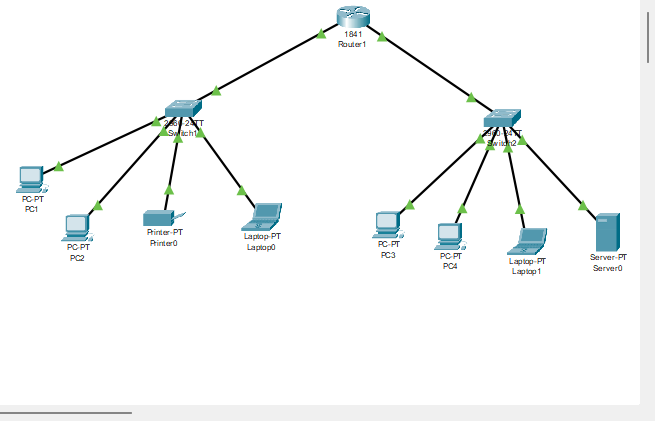 1841
Router1
2960-24TT
Switch1
2960-24TT
Switch2
PC-PT
PC1
PC-PT
PC2
Printer-PT
Printer0
Laptop-PT
Laptop0
PC-PT
PC3
PC-PT
PC4
Laptop-PT
Laptop1
Server-PT
Server0